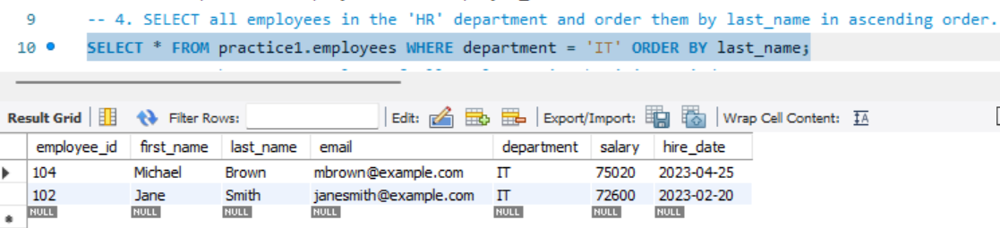 9 -- 4. SELECT all employees in the 'HR' department and order them by last_name in ascending order.
10 SELECT * FROM practice1.employees WHERE department = 'IT' ORDER BY last_name;
Result Grid Filter Rows: Edit: Export/Import: Wrap Cell Content: IA
employee_id first_name last_name email department salary hire_date
104 Michael Brown mbrown@example.com IT 75020 2023-04-25
102 Jane Smith janesmith@example.com IT 72600 2023-02-20
NULL NULL NULL NULL NULL NULL NULL